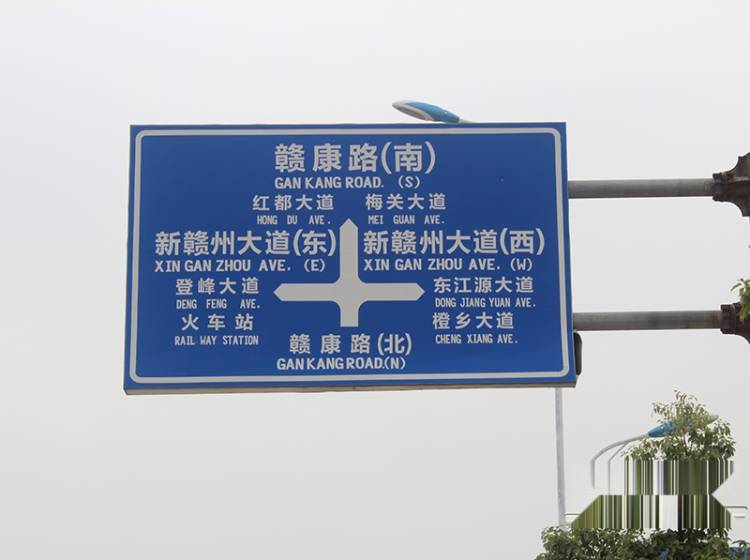 赣康路(南)
GAN KANG ROAD. (S)
红都大道 梅关大道
HONG DU AVE. MEI GUAN AVE.
新赣州大道(东) 新赣州大道(西)
XIN GAN ZHOU AVE. (E) XIN GAN ZHOU AVE. (W)
登峰大道 东江源大道
DENG FENG AVE. DONG JIANG YUAN AVE.
火车站 橙乡大道
RAIL WAY STATION CHENG XIANG AVE.
赣康路(北)
GAN KANG ROAD.(N)